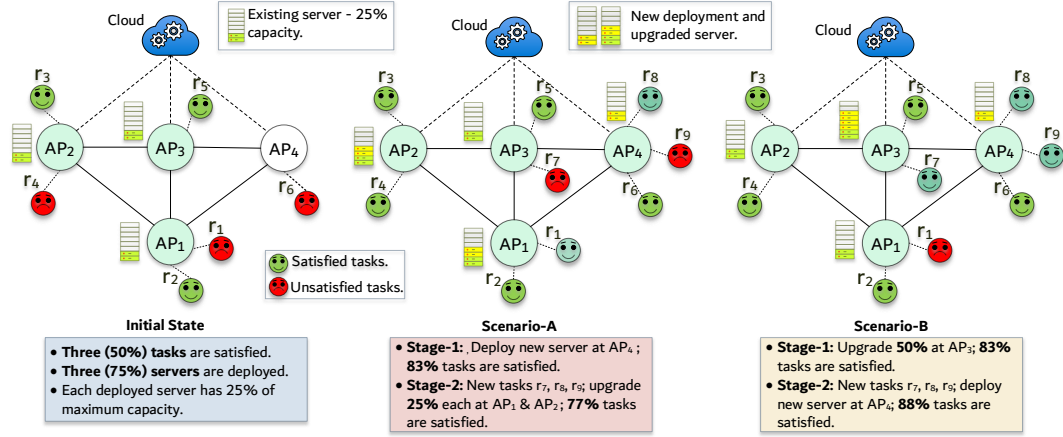 Cloud
Existing server - 25%
capacity.
r3
r5
AP2
AP3
AP4
r4
r6
AP1
r1
r2
Satisfied tasks.
Unsatisfied tasks.
Initial State
• Three (50%) tasks are satisfied.
• Three (75%) servers are deployed.
• Each deployed server has 25% of
maximum capacity.
Cloud
New deployment and
upgraded server.
r3
r5
r8
AP2
AP3
AP4
r9
r7
r4
r6
AP1
r1
r2
Scenario-A
• Stage-1: Deploy new server at AP4 ;
83% tasks are satisfied.
• Stage-2: New tasks r7, r8, r9; upgrade
25% each at AP1 & AP2 ; 77% tasks
are satisfied.
Cloud
r3
r5
r8
AP2
AP3
AP4
r9
r7
r4
r6
AP1
r1
r2
Scenario-B
• Stage-1: Upgrade 50% at AP3; 83%
tasks are satisfied.
• Stage-2: New tasks r7, r8, r9; deploy
new server at AP4; 88% tasks are
satisfied.